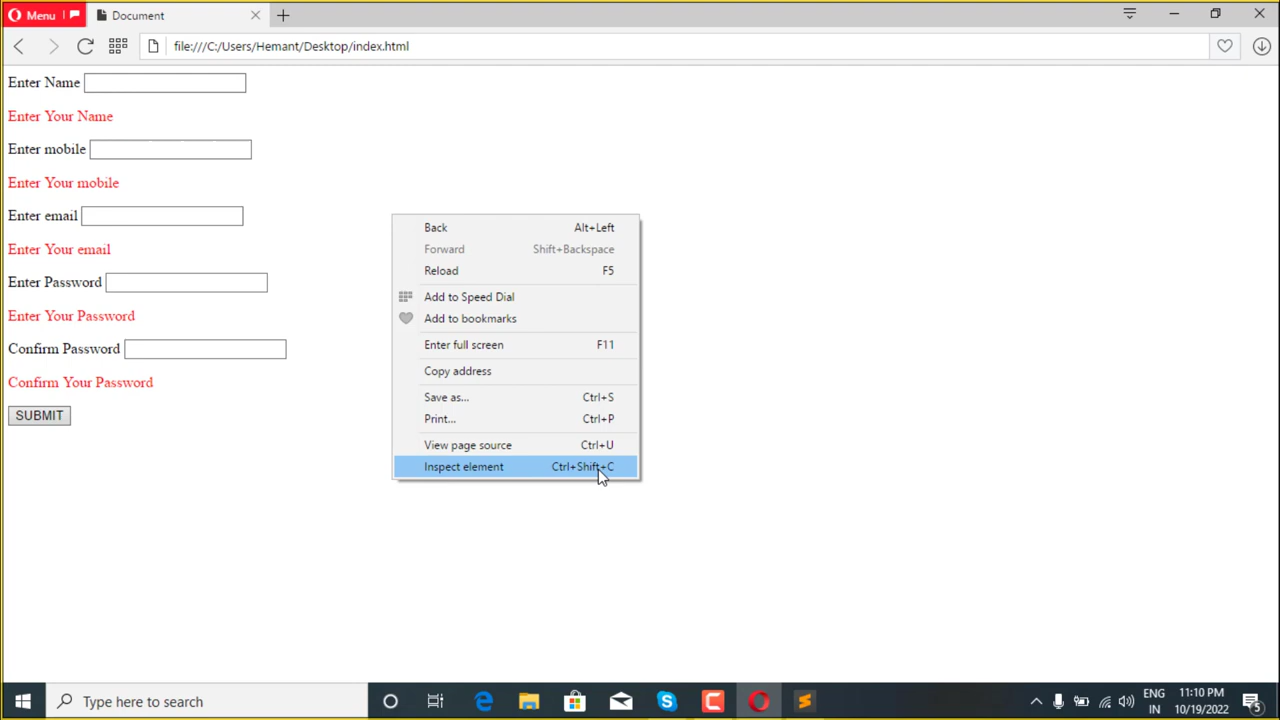 Menu
Document
file:///C:/Users/Hemant/Desktop/index.html
Enter Name
Enter Your Name
Enter mobile
Enter Your mobile
Enter email
Enter Your email
Enter Password
Enter Your Password
Confirm Password
Confirm Your Password
SUBMIT
Back Alt+Left
Forward Shift+Backspace
Reload F5
Add to Speed Dial
Add to bookmarks
Enter full screen F11
Copy address
Save as... Ctrl+S
Print... Ctrl+P
View page source Ctrl+U
Inspect element Ctrl+Shift+C
Type here to search
ENG
IN
11:10 PM
10/19/2022
5